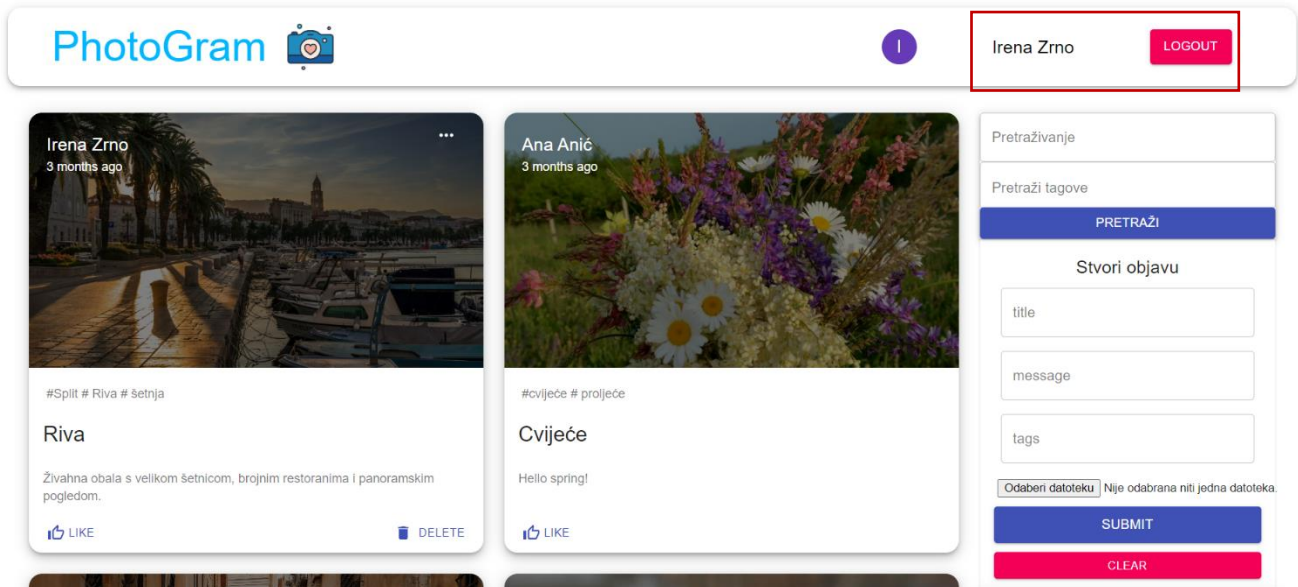 PhotoGram
I
Irena Zrno
LOGOUT
Irena Zrno
3 months ago
#Split # Riva # šetnja
Riva
Živahna obala s velikom šetnicom, brojnim restoranima i panoramskim
pogledom.
LIKE
DELETE
Ana Anić
3 months ago
#cvijeće # proljeće
Cvijeće
Hello spring!
LIKE
Pretraživanje
Pretraži tagove
PRETRAŽI
Stvori objavu
title
message
tags
Odaberi datoteku Nije odabrana niti jedna datoteka.
SUBMIT
CLEAR